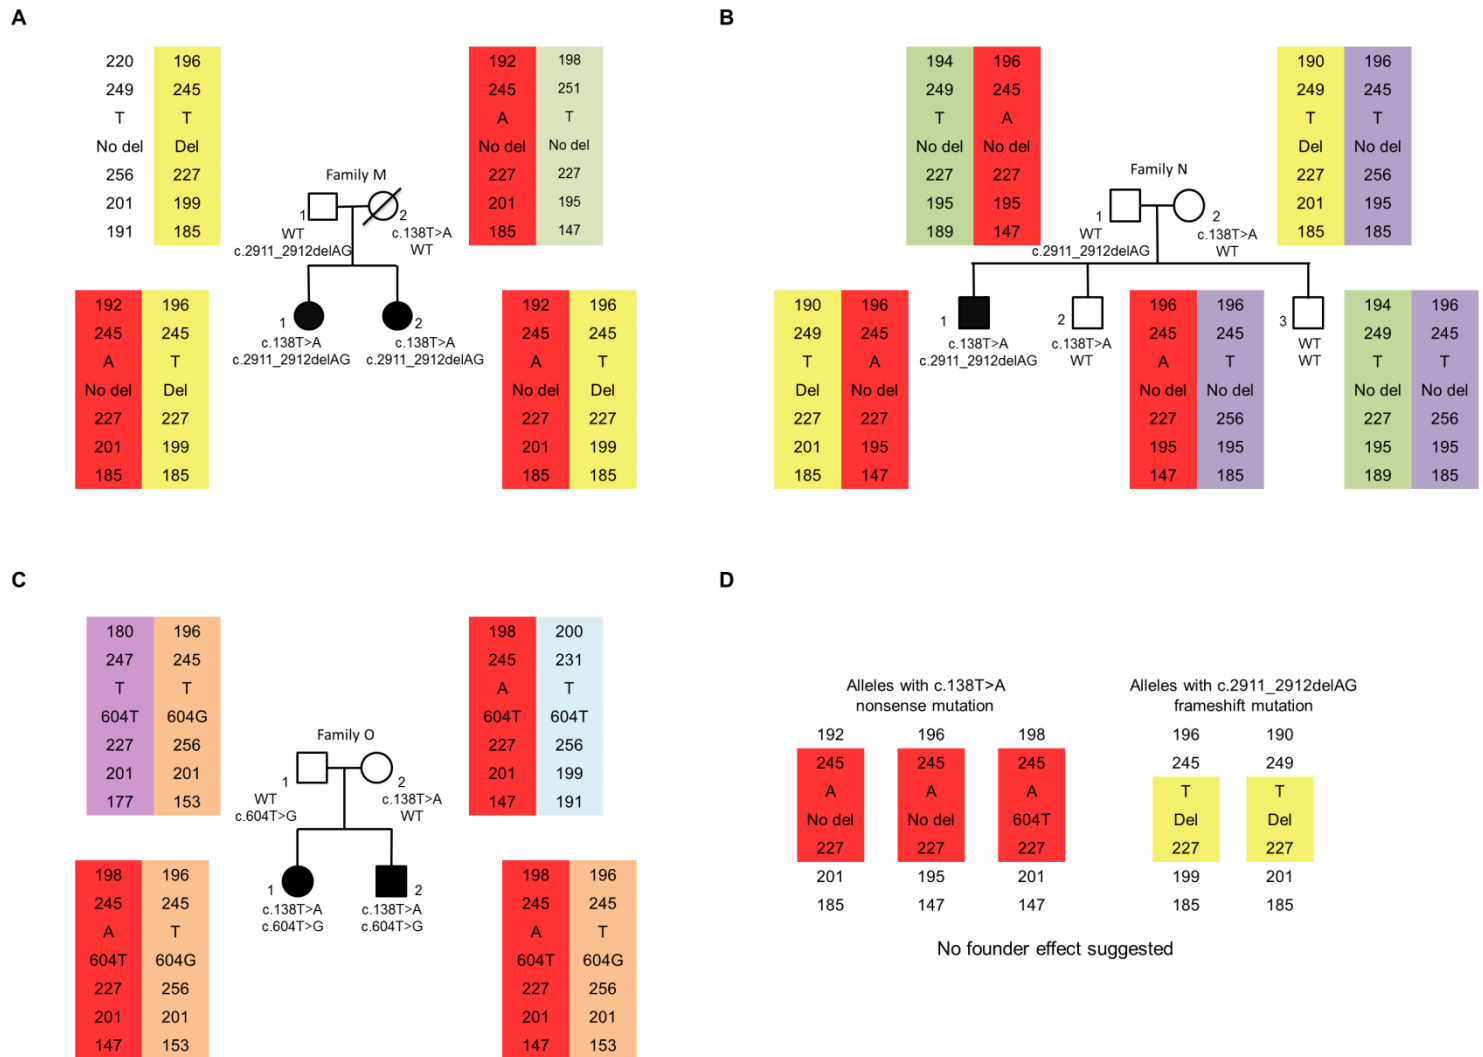 A
220 196
249 245
T T
No del Del
256 227
201 199
191 185
192 198
245 251
A T
No del No del
227 227
201 195
185 147
Family M
1
WT
c.2911_2912delAG
2
c.138T>A
WT
192 196
245 245
A T
No del Del
227 227
201 199
185 185
1
c.138T>A
c.2911_2912delAG
2
c.138T>A
c.2911_2912delAG
192 196
245 245
A T
No del Del
227 227
201 199
185 185
B
194 196
249 245
T A
No del No del
227 227
195 195
189 147
190 196
249 245
T T
Del No del
227 256
201 195
185 185
Family N
1
WT
c.2911_2912delAG
2
c.138T>A
WT
190 196
249 245
T A
Del No del
227 227
201 195
185 147
1
c.138T>A
c.2911_2912delAG
2
c.138T>A
WT
196 196
245 245
A T
No del No del
227 256
195 195
147 185
3
WT
WT
194 196
249 245
T T
No del No del
227 256
195 195
189 185
C
180 196
247 245
T T
604T 604G
227 256
201 201
177 153
198 200
245 231
A T
604T 604T
227 256
201 199
147 191
Family O
1
WT
c.604T>G
2
c.138T>A
WT
198 196
245 245
A T
604T 604G
227 256
201 201
147 153
1
c.138T>A
c.604T>G
2
c.138T>A
c.604T>G
198 196
245 245
A T
604T 604G
227 256
201 201
147 153
D
Alleles with c.138T>A
nonsense mutation
192 196 198
245 245 245
A A A
No del No del 604T
227 227 227
201 195 201
185 147 147
Alleles with c.2911_2912delAG
frameshift mutation
196 190
245 249
T T
Del Del
227 227
199 201
185 185
No founder effect suggested